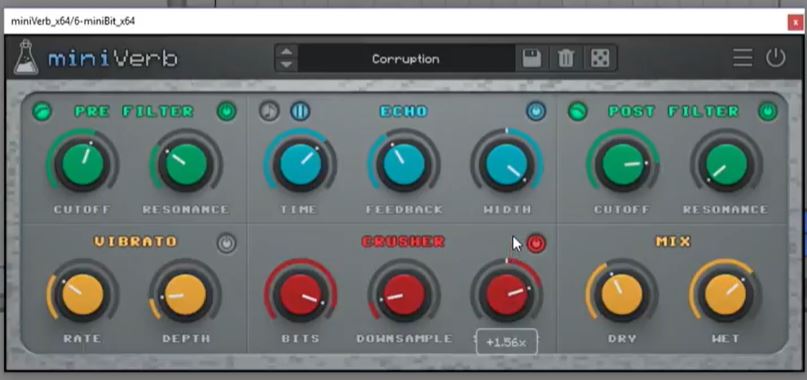 miniVerb_x64/6-miniBit_x64
x
miniVerb
Corruption
PRE FILTER
ECHO
POST FILTER
CUTOFF
RESONANCE
TIME
FEEDBACK
WIDTH
CUTOFF
RESONANCE
VIBRATO
CRUSHER
MIX
RATE
DEPTH
BITS
DOWNSAMPLE
+1.56x
DRY
WET